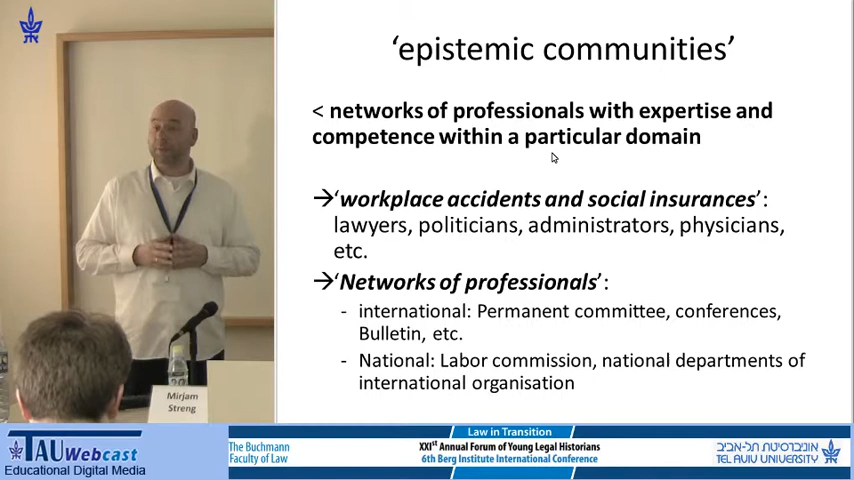 ‘epistemic communities’
< networks of professionals with expertise and
competence within a particular domain
→‘workplace accidents and social insurances’:
lawyers, politicians, administrators, physicians,
etc.
→‘Networks of professionals’:
- international: Permanent committee, conferences,
Bulletin, etc.
- National: Labor commission, national departments of
international organisation
Mirjam
Streng
TAUWebcast
Educational Digital Media
The Buchmann
Faculty of Law
Law in Transition
XXIst Annual Forum of Young Legal Historians
6th Berg Institute International Conference
אוניברסיטת תל-אביב
TEL AVIV UNIVERSITY